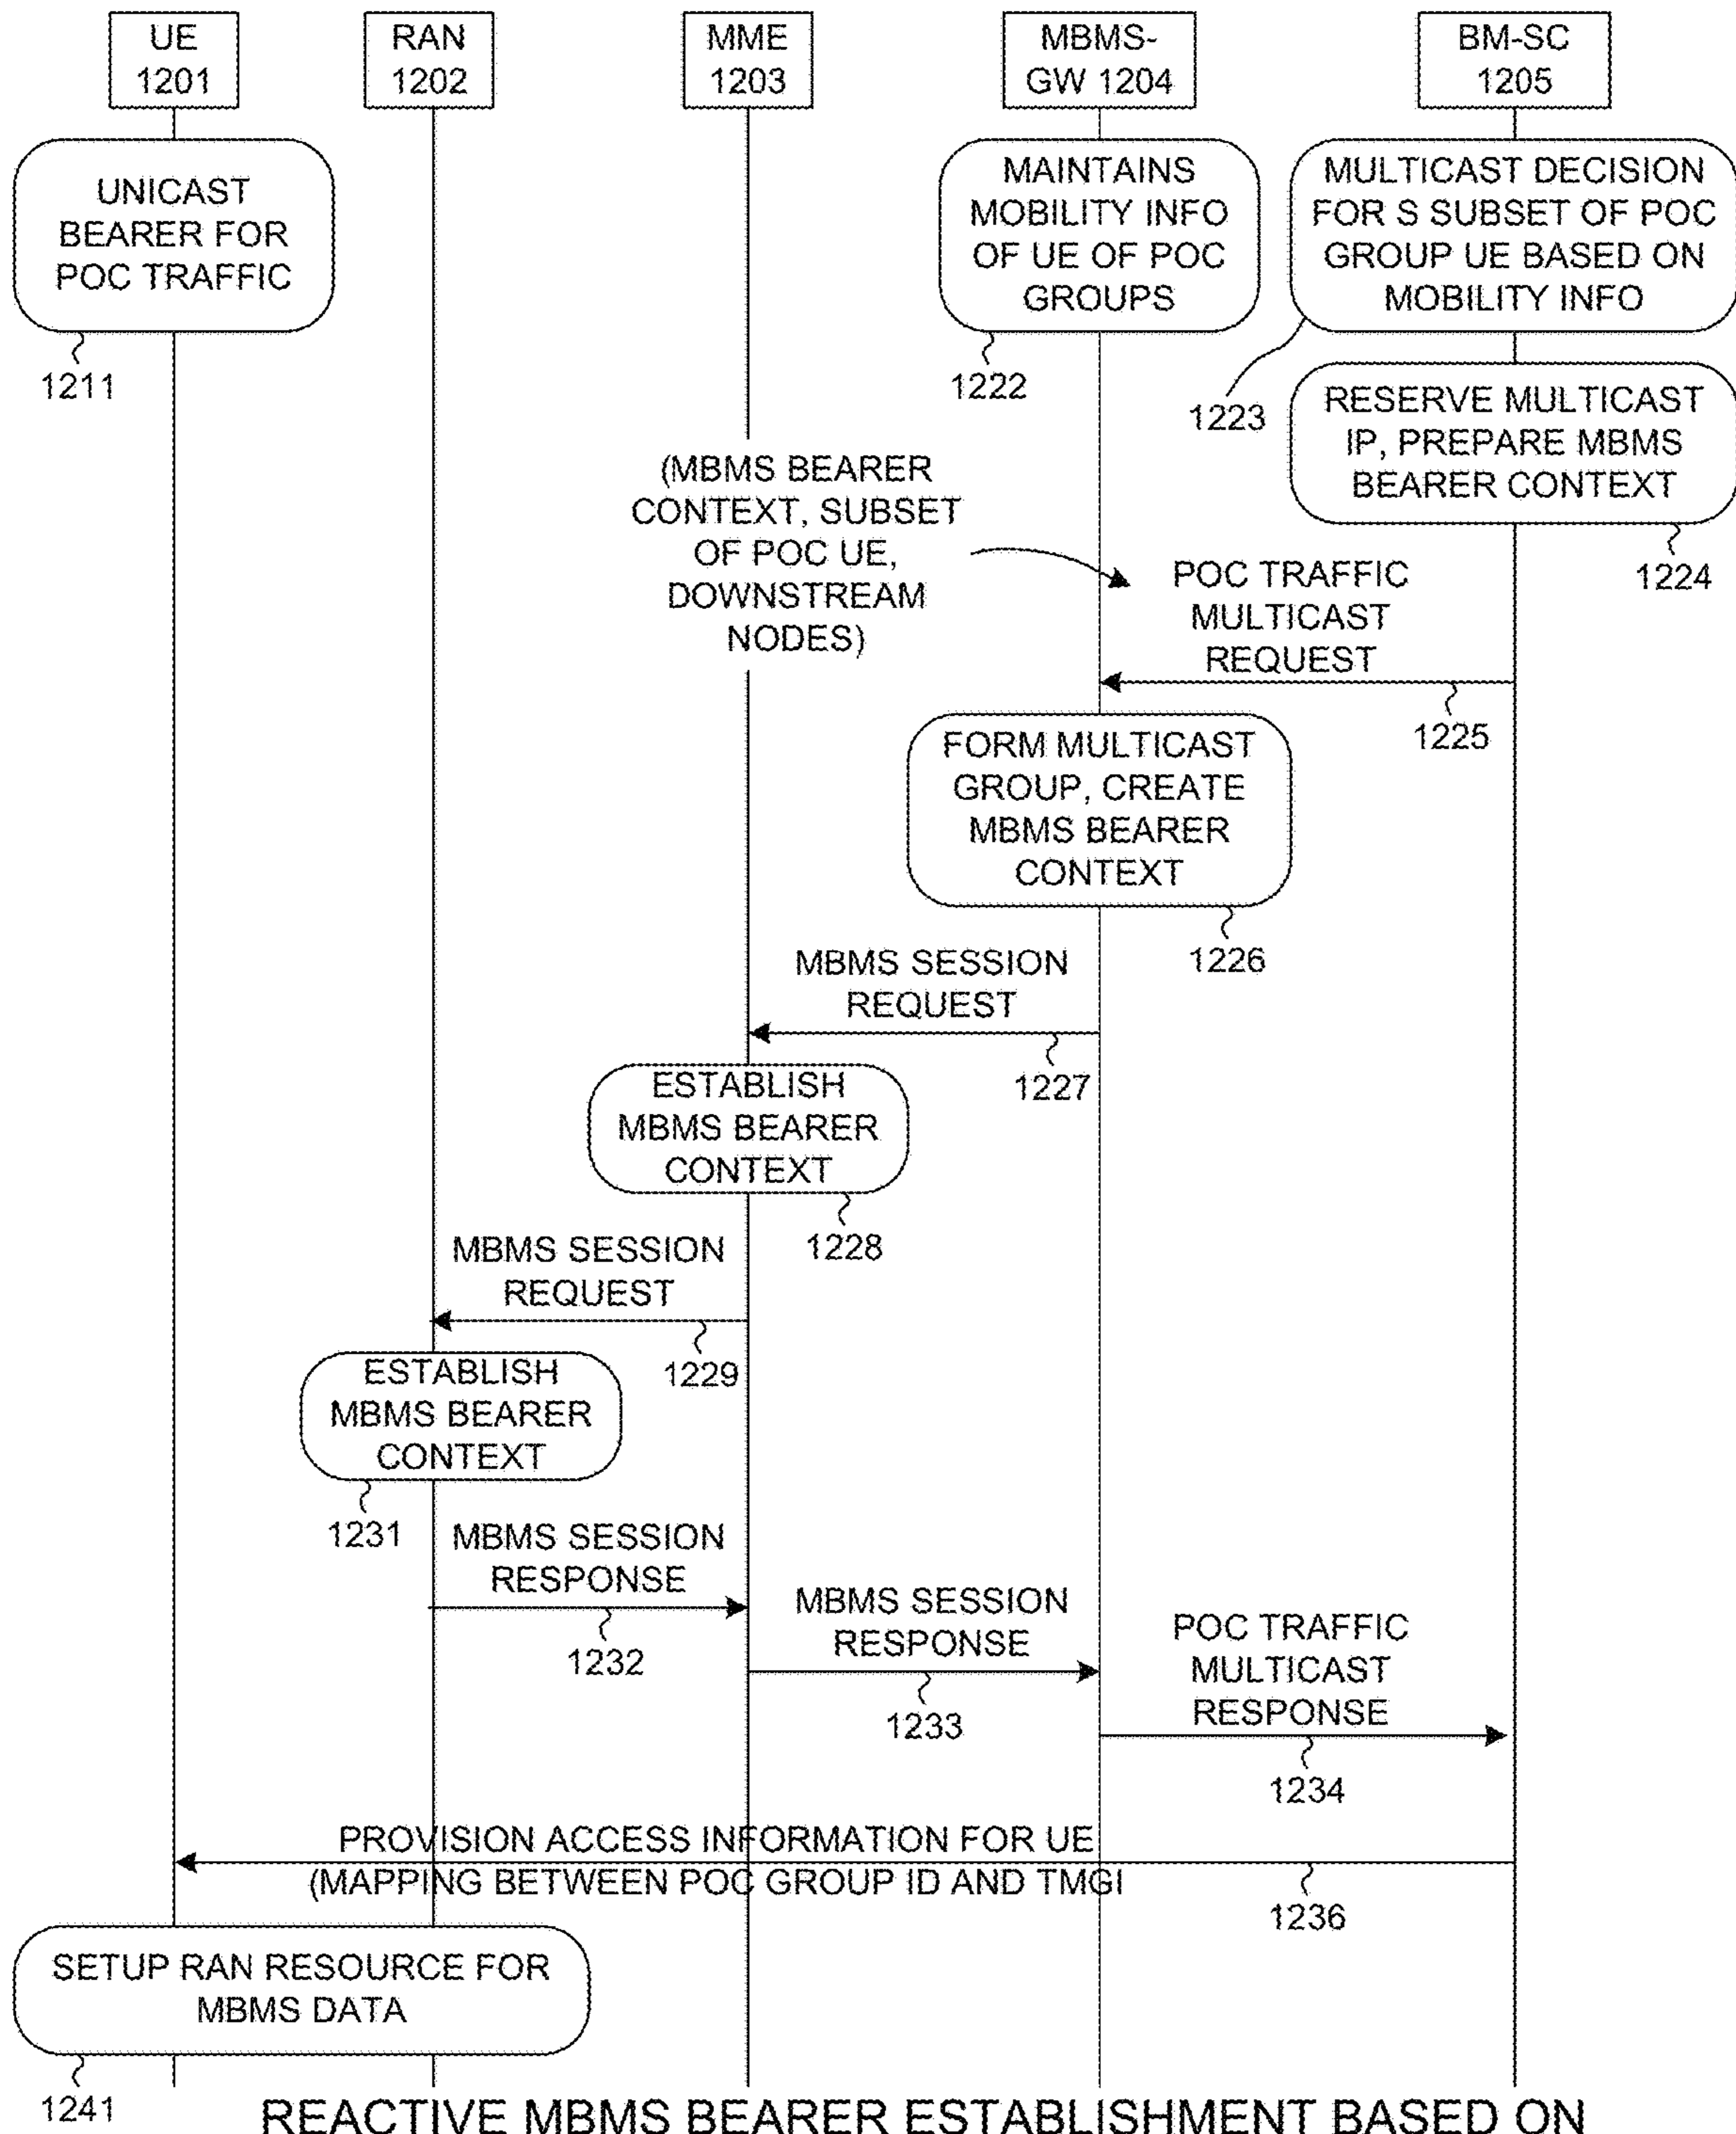 UE
1201
RAN
1202
MME
1203
MBMS-
GW 1204
BM-SC
1205
UNICAST
BEARER FOR
POC TRAFFIC
1211
MAINTAINS
MOBILITY INFO
OF UE OF POC
GROUPS
1222
MULTICAST DECISION
FOR S SUBSET OF POC
GROUP UE BASED ON
MOBILITY INFO
1223
RESERVE MULTICAST
IP, PREPARE MBMS
BEARER CONTEXT
1224
(MBMS BEARER
CONTEXT, SUBSET
OF POC UE,
DOWNSTREAM
NODES)
POC TRAFFIC
MULTICAST
REQUEST
1225
FORM MULTICAST
GROUP, CREATE
MBMS BEARER
CONTEXT
1226
MBMS SESSION
REQUEST
1227
ESTABLISH
MBMS BEARER
CONTEXT
1228
MBMS SESSION
REQUEST
1229
ESTABLISH
MBMS BEARER
CONTEXT
1231
MBMS SESSION
RESPONSE
1232
MBMS SESSION
RESPONSE
1233
POC TRAFFIC
MULTICAST
RESPONSE
1234
PROVISION ACCESS INFORMATION FOR UE
(MAPPING BETWEEN POC GROUP ID AND TMGI
1236
SETUP RAN RESOURCE FOR
MBMS DATA
1241
REACTIVE MBMS BEARER ESTABLISHMENT BASED ON